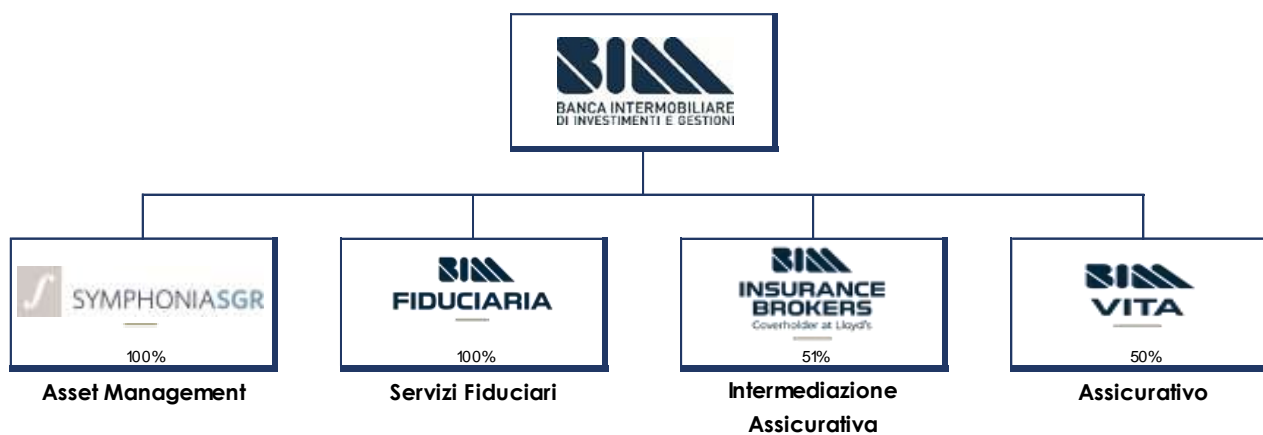 BIM
BANCA INTERMOBILIARE
DI INVESTIMENTI E GESTIONI
SYMPHONIASGR
100%
Asset Management
BIM
FIDUCIARIA
100%
Servizi Fiduciari
BIM
INSURANCE
BROKERS
Coverholder at Lloyd's
51%
Intermediazione
Assicurativa
BIM
VITA
50%
Assicurativo